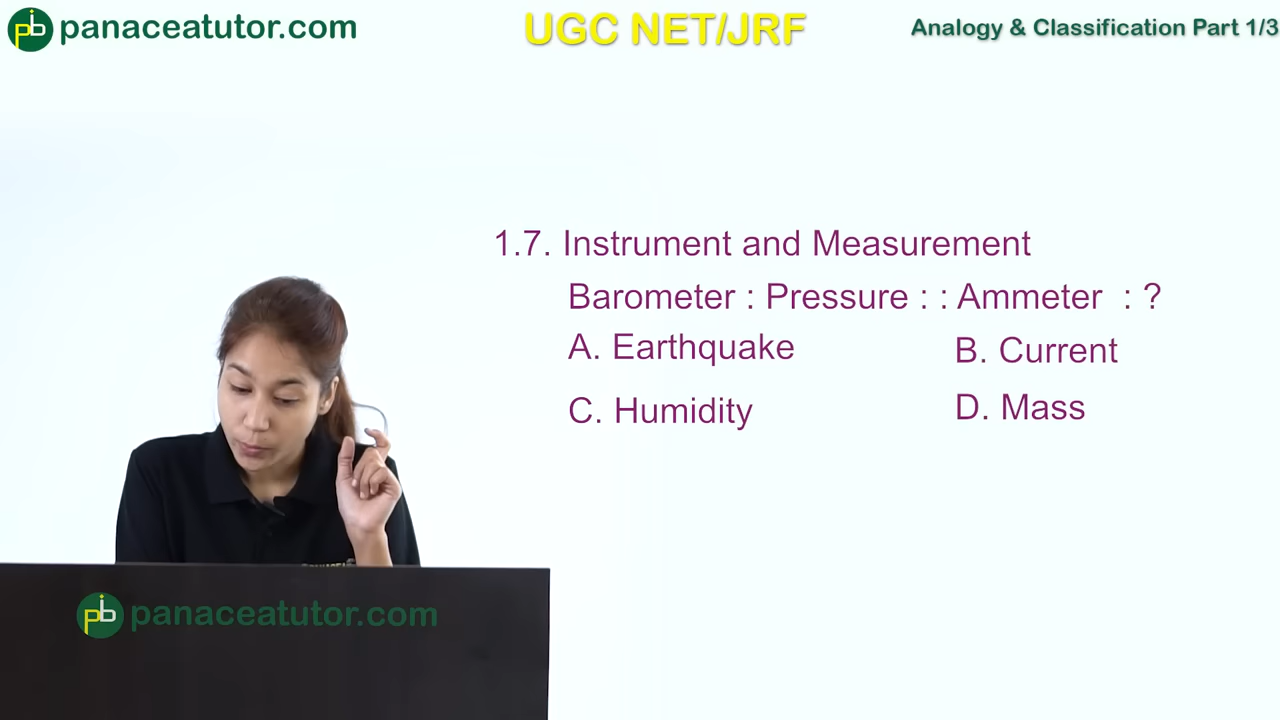 panaceatutor.com
UGC NET/JRF
Analogy & Classification Part 1/3
1.7. Instrument and Measurement
Barometer : Pressure : : Ammeter : ?
A. Earthquake
B. Current
C. Humidity
D. Mass
panaceatutor.com